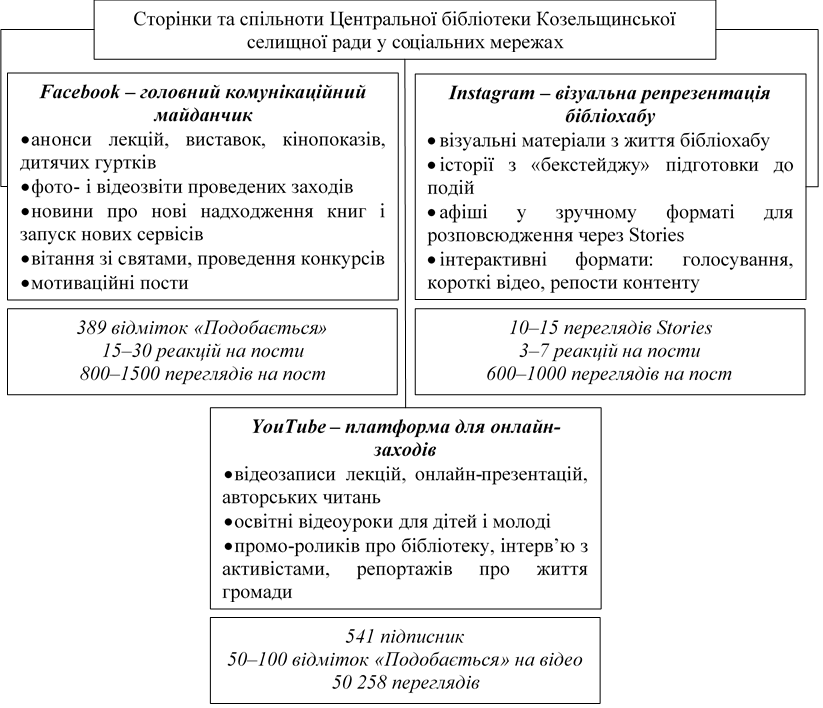 Сторінки та спільноти Центральної бібліотеки Козельщинської
селищної ради у соціальних мережах
Facebook – головний комунікаційний
майданчик
●анонси лекцій, виставок, кінопоказів,
дитячих гуртків
●фото- і відеозвіти проведених заходів
●новини про нові надходження книг і
запуск нових сервісів
●вітання зі святами, проведення конкурсів
●мотиваційні пости
389 відміток «Подобається»
15–30 реакцій на пости
800–1500 переглядів на пост
Instagram – візуальна репрезентація
бібліохабу
●візуальні матеріали з життя бібліохабу
●історії з «бекстейджу» підготовки до
подій
●афіші у зручному форматі для
розповсюдження через Stories
●інтерактивні формати: голосування,
короткі відео, репости контенту
10–15 переглядів Stories
3–7 реакцій на пости
600–1000 переглядів на пост
YouTube – платформа для онлайн-
заходів
●відеозаписи лекцій, онлайн-презентацій,
авторських читань
●освітні відеоуроки для дітей і молоді
●промо-роликів про бібліотеку, інтерв’ю з
активістами, репортажів про життя
громади
541 підписник
50–100 відміток «Подобається» на відео
50 258 переглядів